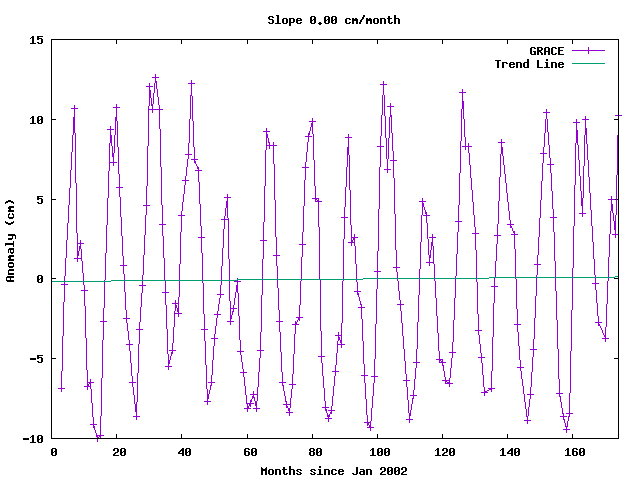 Slope 0.00 cm/month
GRACE
Trend Line
15
10
5
0
-5
-10
Anomaly (cm)
0 20 40 60 80 100 120 140 160
Months since Jan 2002